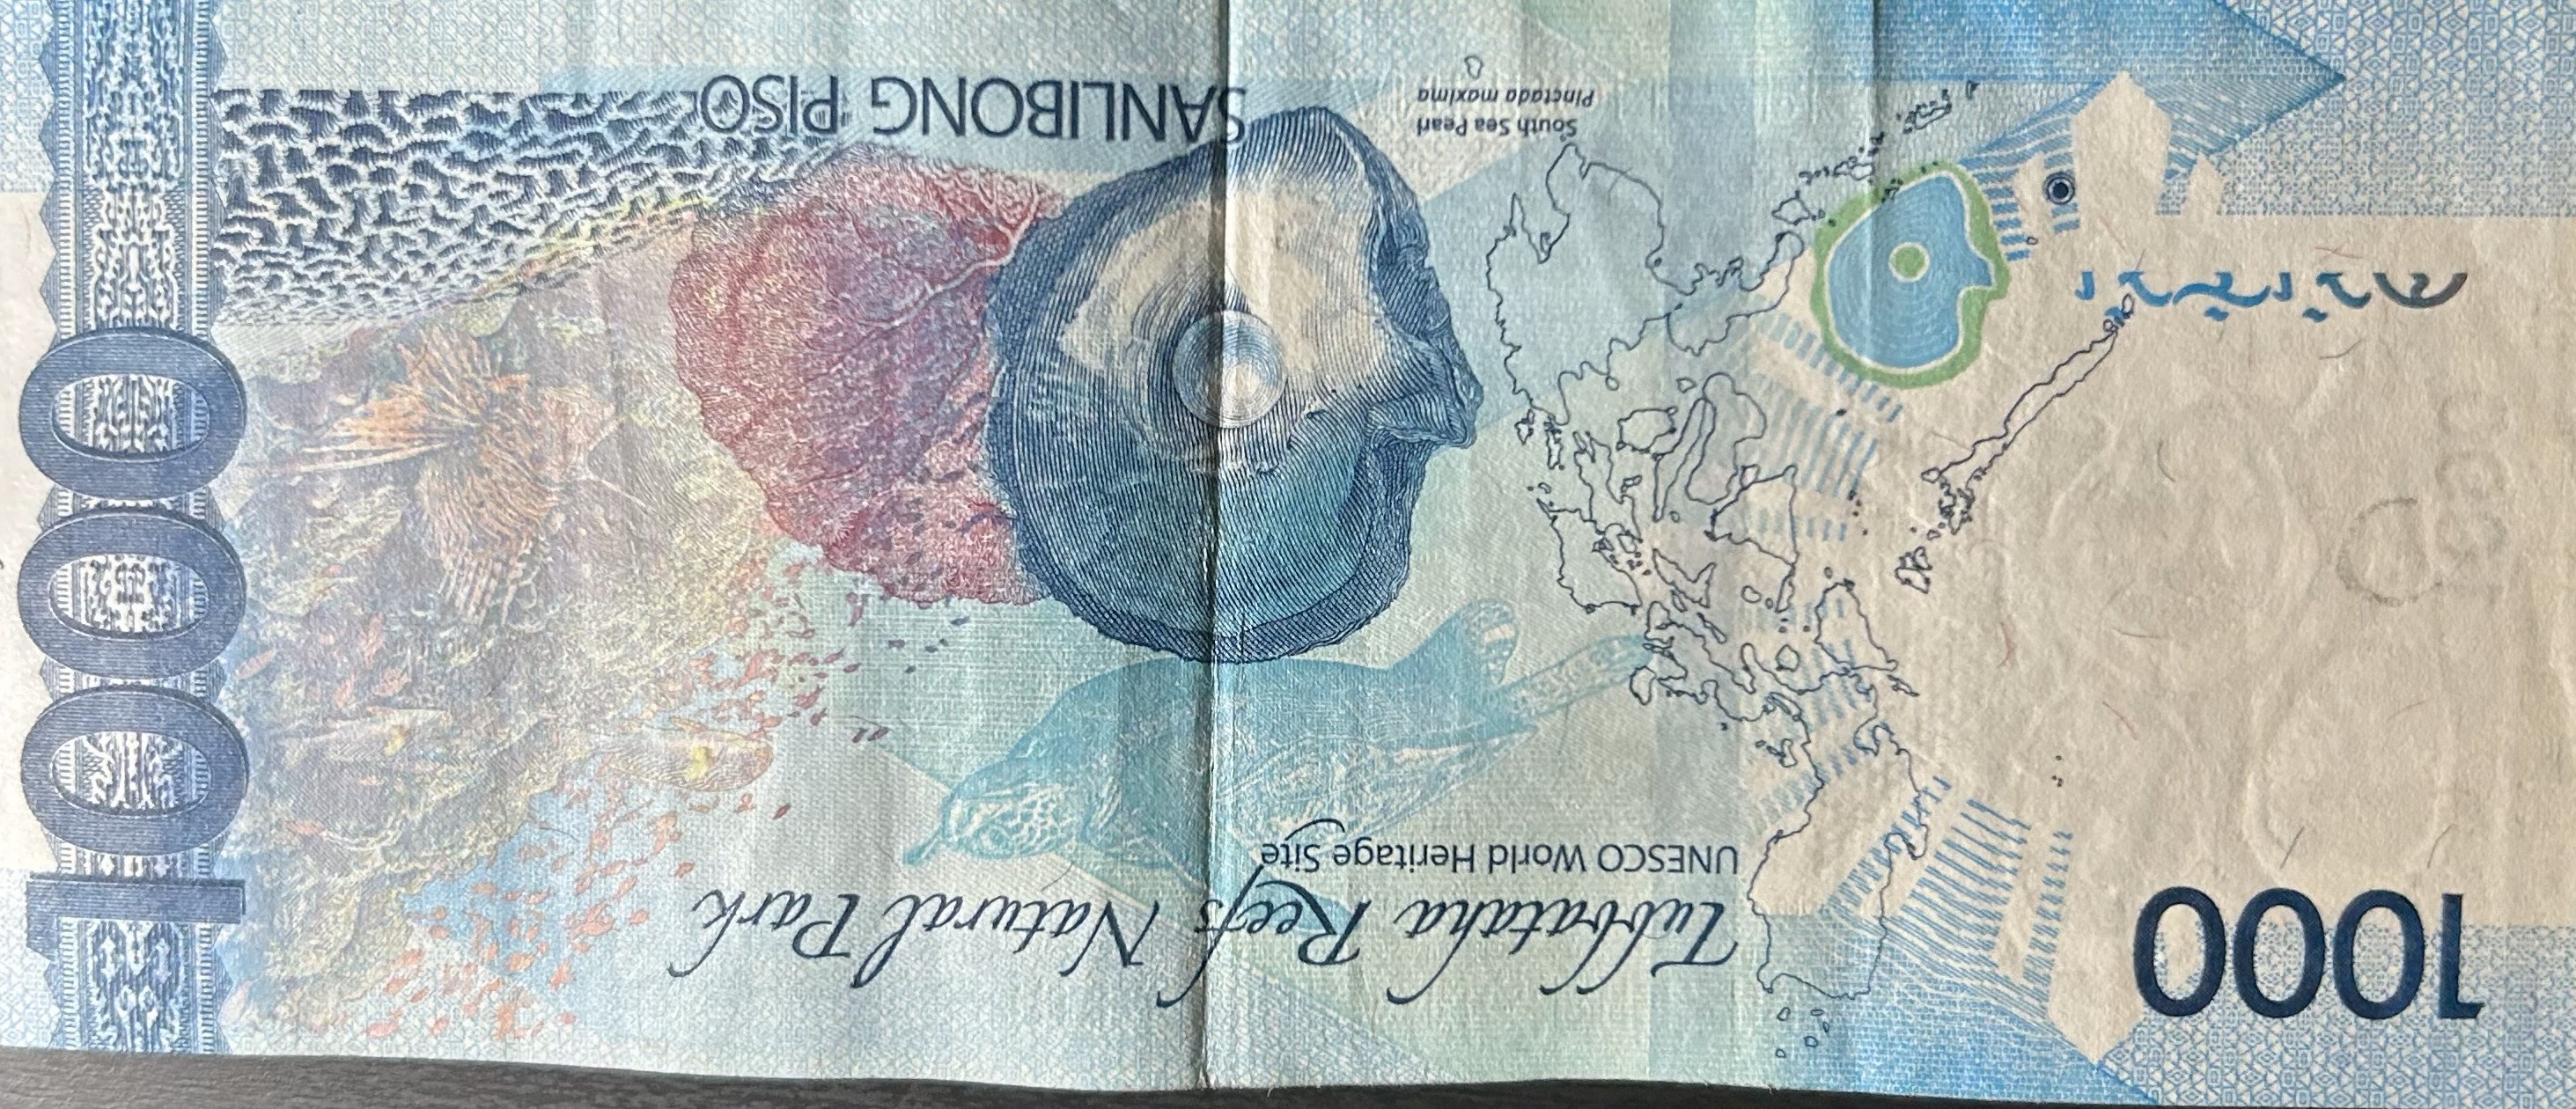 1000
Tubbataha Reefs Natural Park
UNESCO World Heritage Site
South Sea Pearl
Pinctada maxima
SANLIBONG PISO
1000